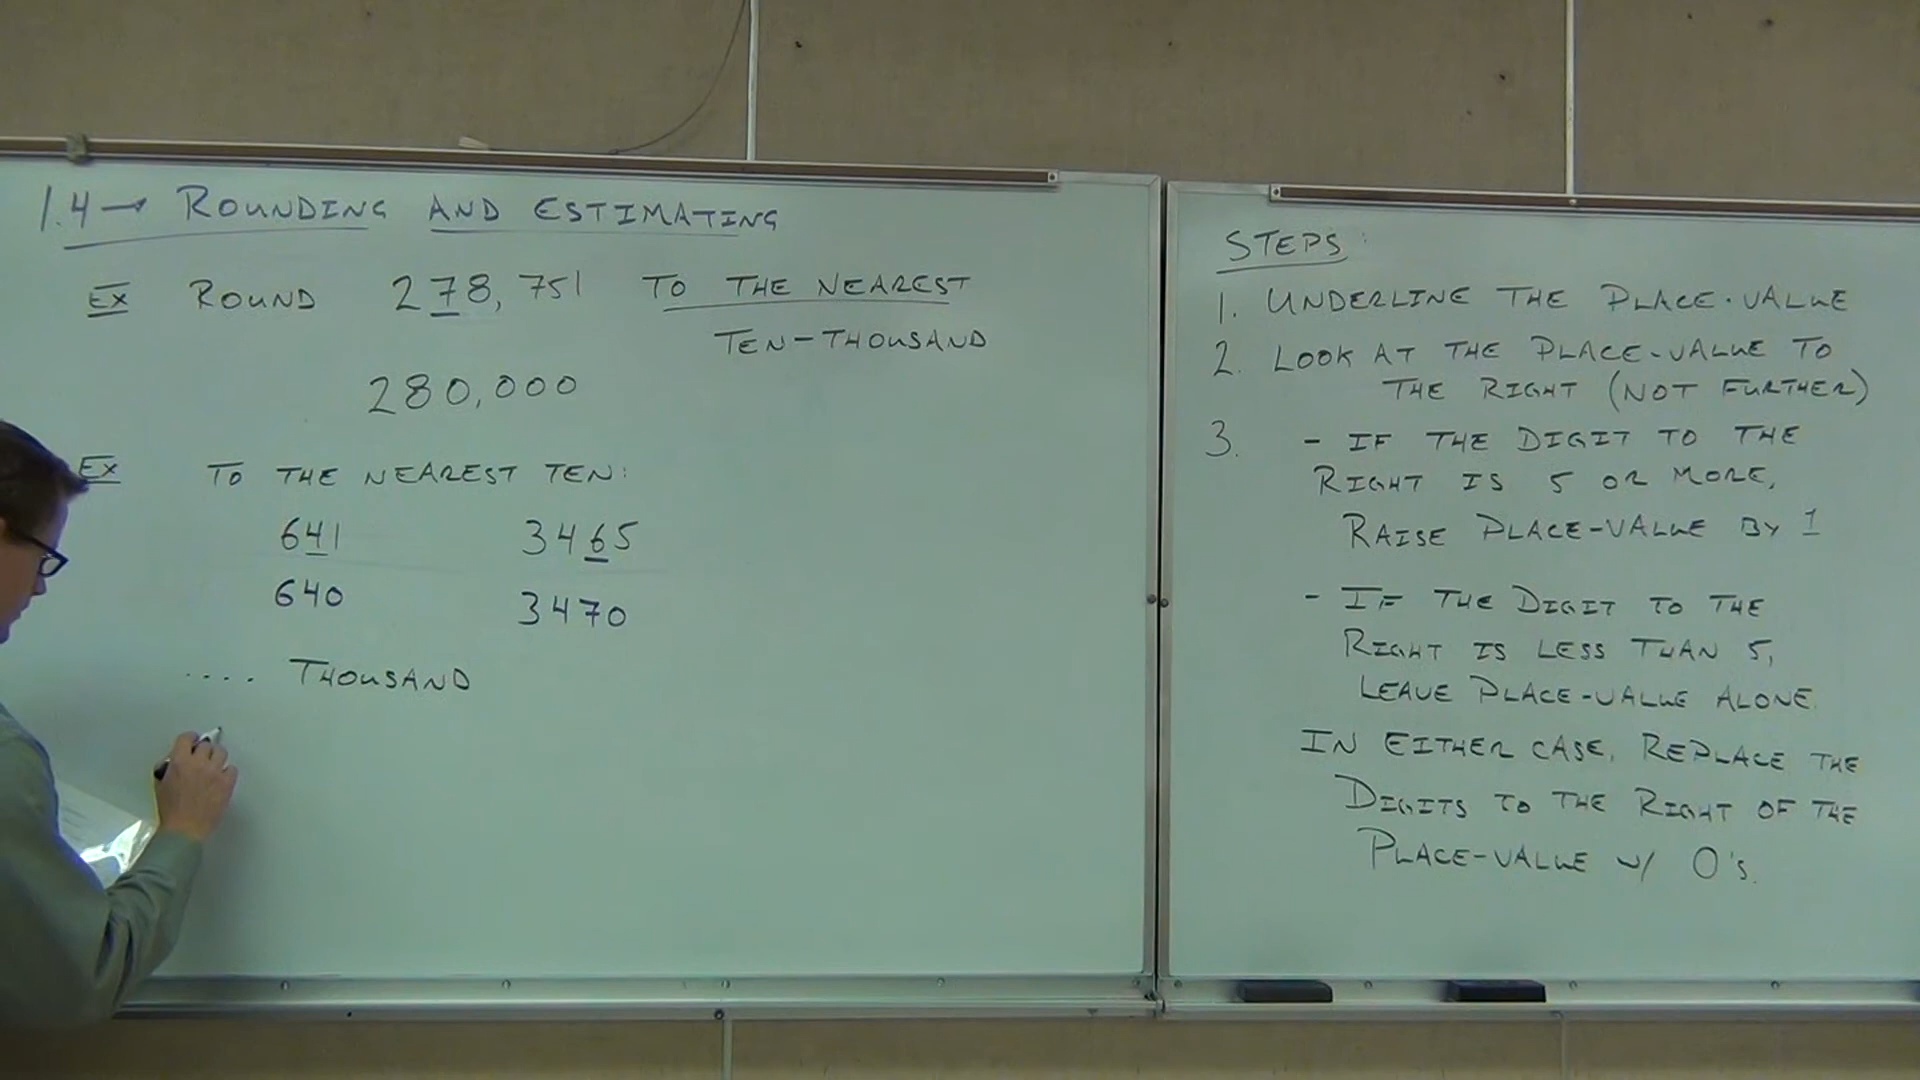 1.4 → ROUNDING AND ESTIMATING
EX ROUND 278,751 TO THE NEAREST
TEN-THOUSAND
280,000
EX TO THE NEAREST TEN:
641 3465
640 3470
.... THOUSAND
STEPS:
1. UNDERLINE THE PLACE-VALUE
2. LOOK AT THE PLACE-VALUE TO
THE RIGHT (NOT FURTHER)
3. - IF THE DIGIT TO THE
RIGHT IS 5 OR MORE,
RAISE PLACE-VALUE BY 1
- IF THE DIGIT TO THE
RIGHT IS LESS THAN 5,
LEAVE PLACE-VALUE ALONE.
IN EITHER CASE, REPLACE THE
DIGITS TO THE RIGHT OF THE
PLACE-VALUE W/ 0's.